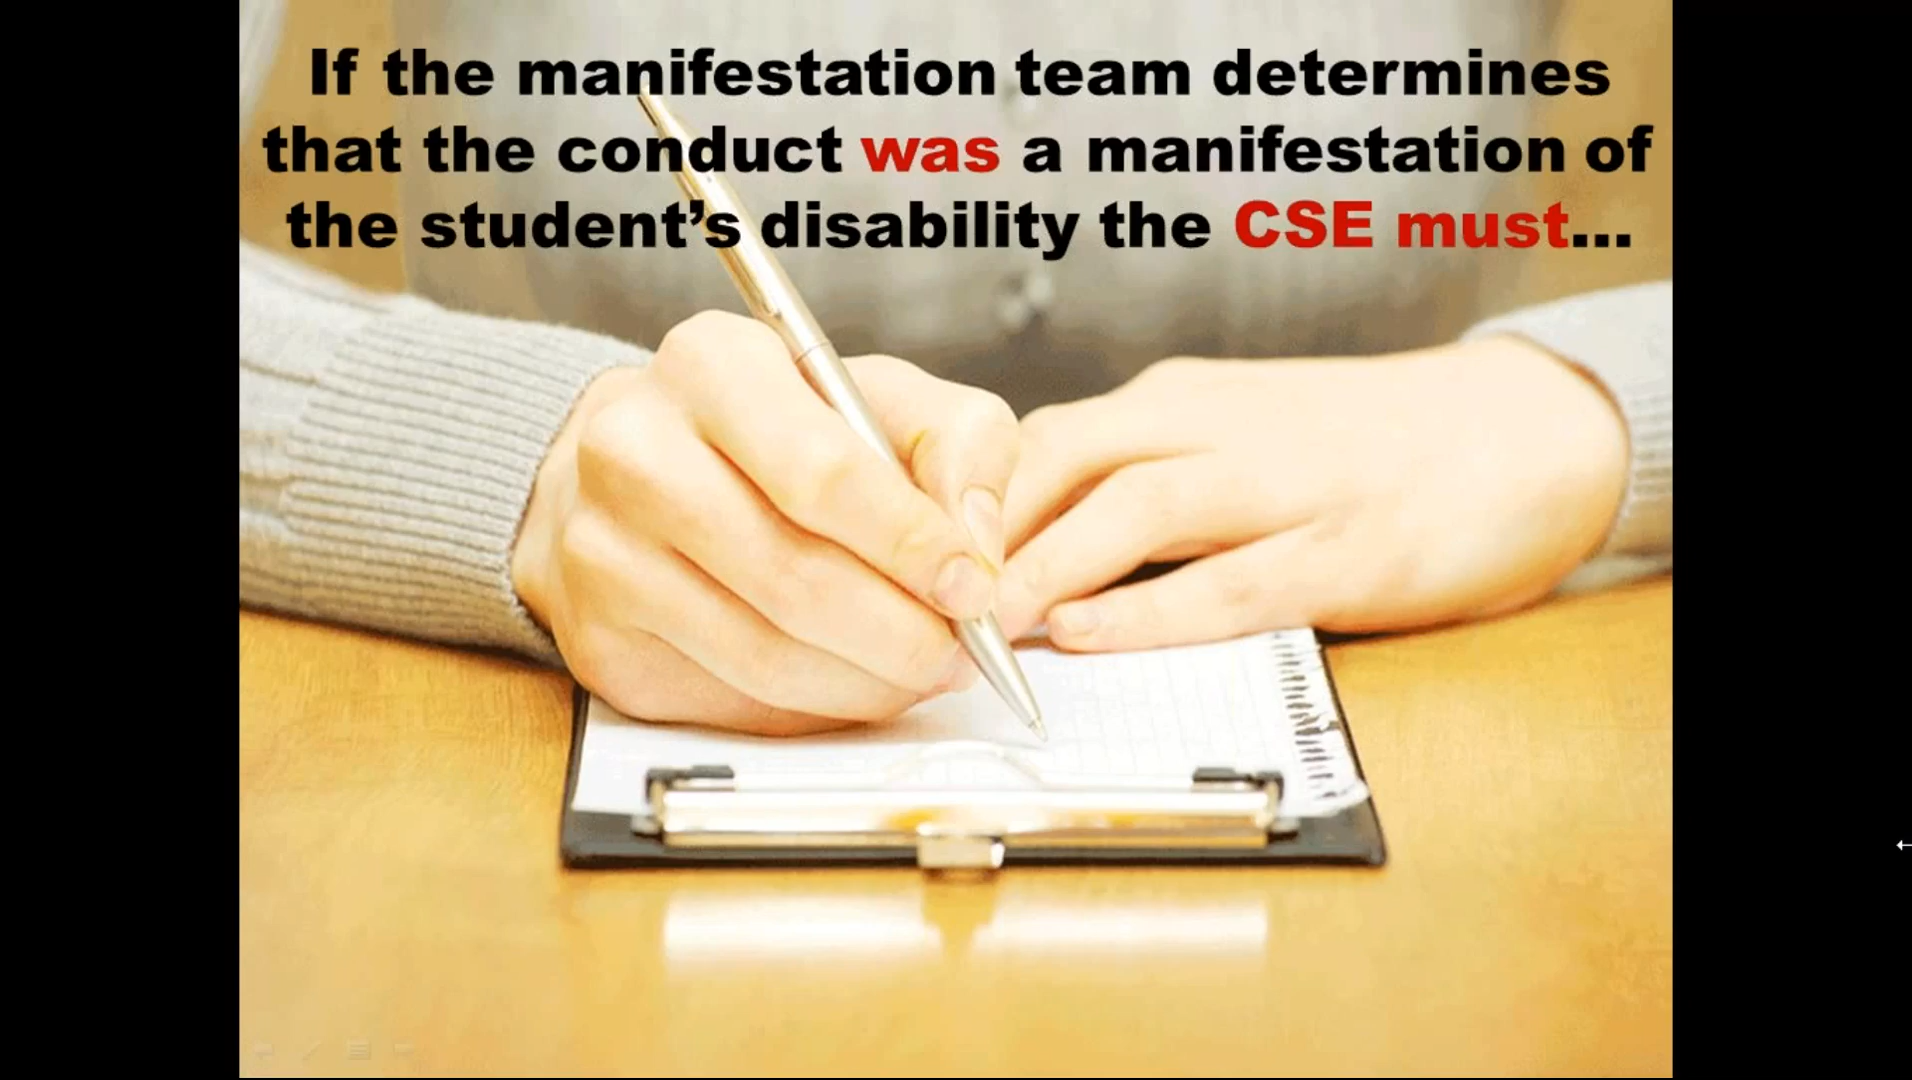 If the manifestation team determines
that the conduct was a manifestation of
the student’s disability the CSE must...